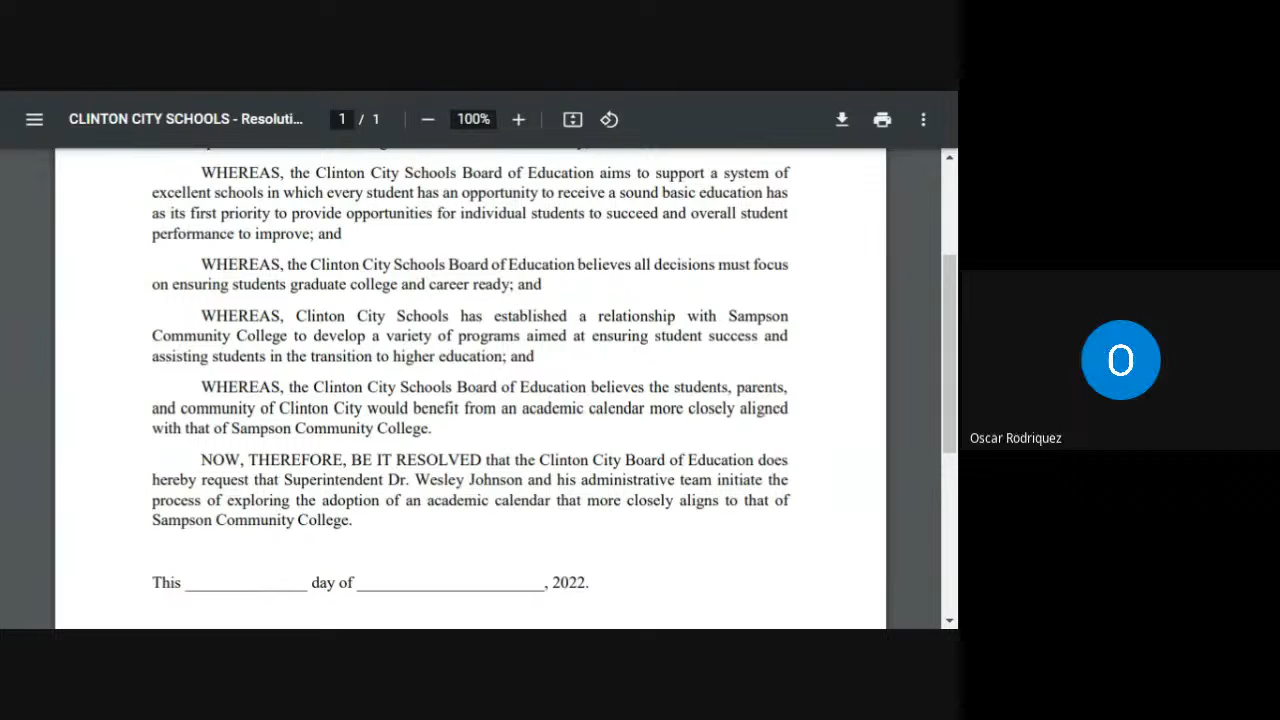 CLINTON CITY SCHOOLS - Resoluti...
1 / 1
100%
WHEREAS, the Clinton City Schools Board of Education aims to support a system of
excellent schools in which every student has an opportunity to receive a sound basic education has
as its first priority to provide opportunities for individual students to succeed and overall student
performance to improve; and
WHEREAS, the Clinton City Schools Board of Education believes all decisions must focus
on ensuring students graduate college and career ready; and
WHEREAS, Clinton City Schools has established a relationship with Sampson
Community College to develop a variety of programs aimed at ensuring student success and
assisting students in the transition to higher education; and
WHEREAS, the Clinton City Schools Board of Education believes the students, parents,
and community of Clinton City would benefit from an academic calendar more closely aligned
with that of Sampson Community College.
NOW, THEREFORE, BE IT RESOLVED that the Clinton City Board of Education does
hereby request that Superintendent Dr. Wesley Johnson and his administrative team initiate the
process of exploring the adoption of an academic calendar that more closely aligns to that of
Sampson Community College.
This ______________ day of ______________________, 2022.
O
Oscar Rodriquez